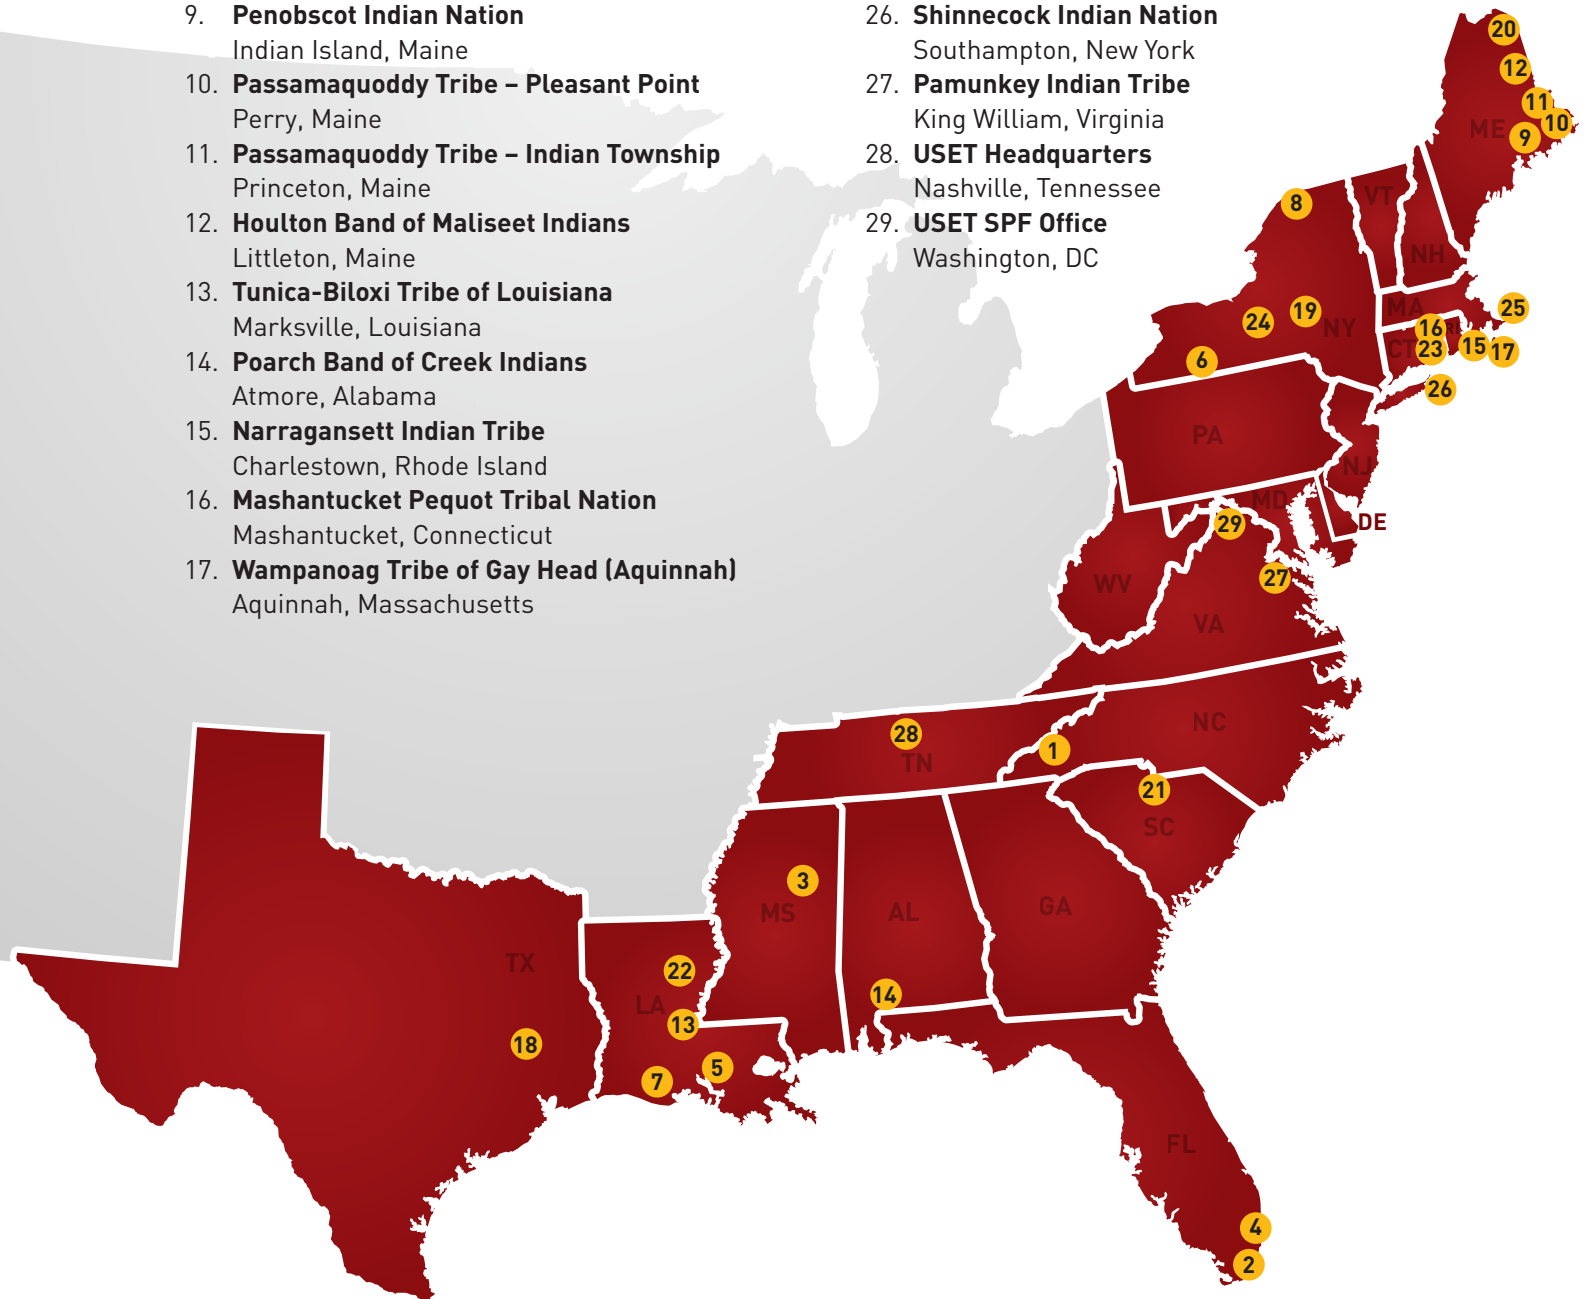 9. Penobscot Indian Nation
Indian Island, Maine
10. Passamaquoddy Tribe – Pleasant Point
Perry, Maine
11. Passamaquoddy Tribe – Indian Township
Princeton, Maine
12. Houlton Band of Maliseet Indians
Littleton, Maine
13. Tunica-Biloxi Tribe of Louisiana
Marksville, Louisiana
14. Poarch Band of Creek Indians
Atmore, Alabama
15. Narragansett Indian Tribe
Charlestown, Rhode Island
16. Mashantucket Pequot Tribal Nation
Mashantucket, Connecticut
17. Wampanoag Tribe of Gay Head (Aquinnah)
Aquinnah, Massachusetts
26. Shinnecock Indian Nation
Southampton, New York
27. Pamunkey Indian Tribe
King William, Virginia
28. USET Headquarters
Nashville, Tennessee
29. USET SPF Office
Washington, DC
20
12
11
10
ME
9
8
VT
NH
MA
25
24
19
NY
16
RI
CT
23
15
17
6
26
PA
NJ
MD
29
DE
27
WV
VA
28
TN
1
NC
21
SC
3
MS
AL
GA
TX
22
LA
14
13
18
7
5
FL
4
2